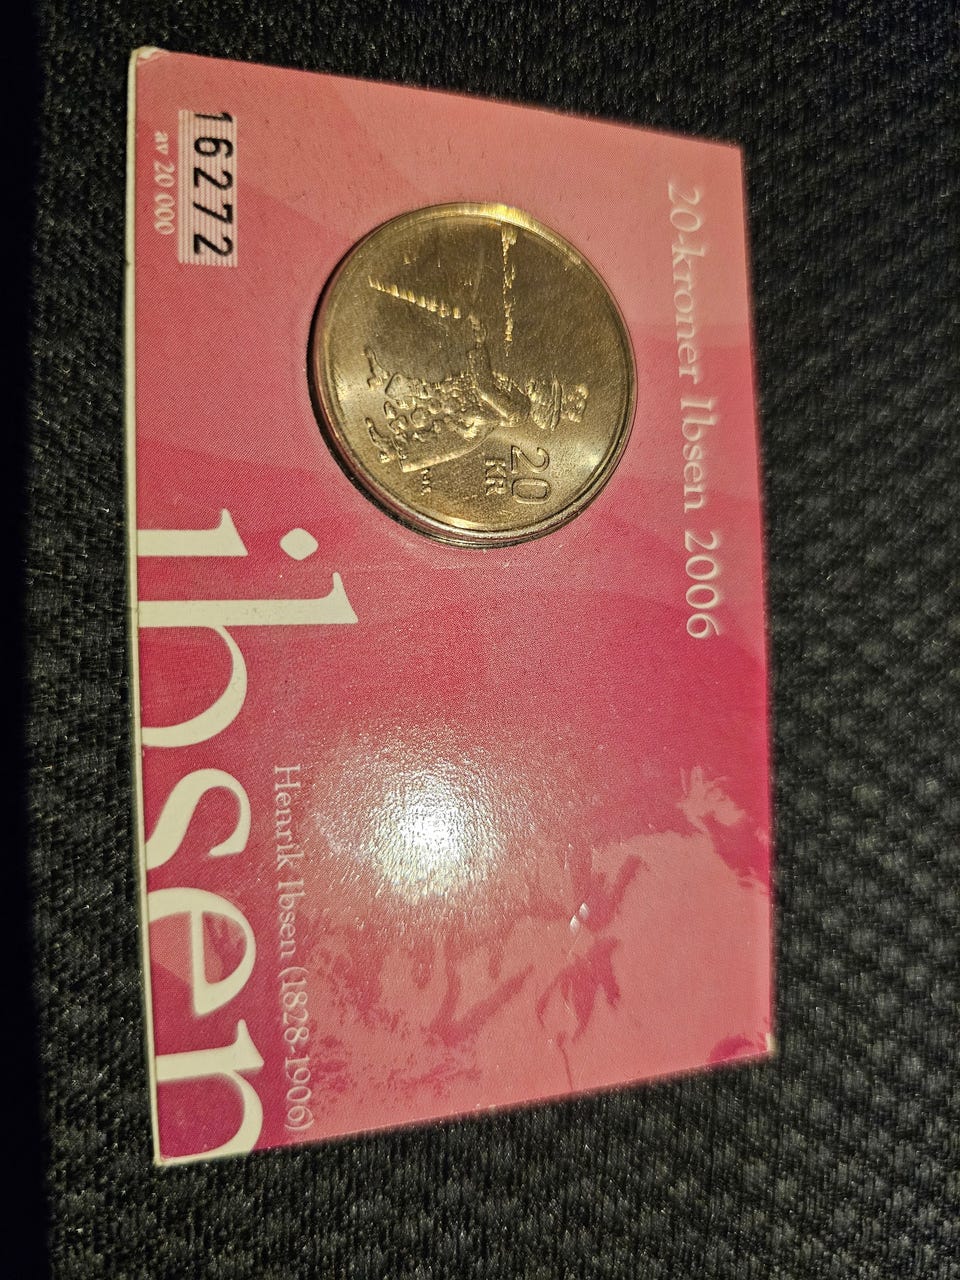 20-kroner Ibsen 2006
20
KR
16272
av 20 000
Henrik Ibsen (1828-1906)
ibsen